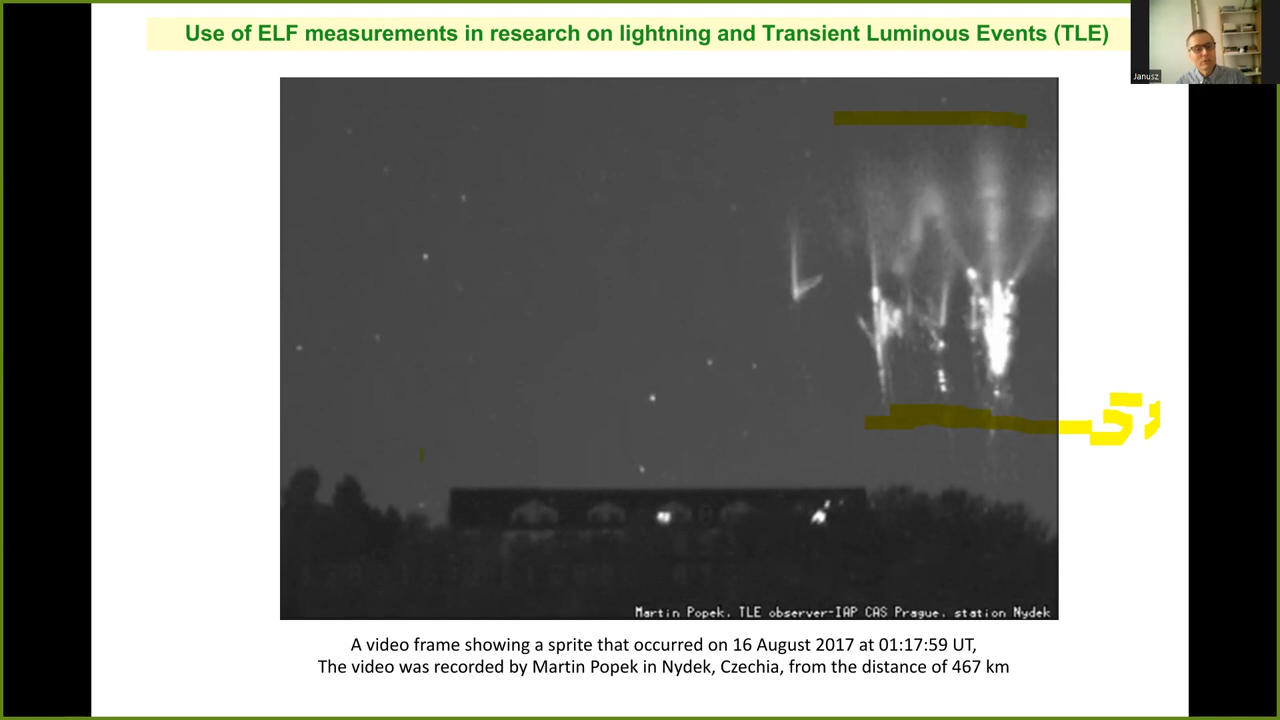 Use of ELF measurements in research on lightning and Transient Luminous Events (TLE)
Janusz
Martin Popek, TLE observer-IAP CAS Prague, station Nydek
A video frame showing a sprite that occurred on 16 August 2017 at 01:17:59 UT,
The video was recorded by Martin Popek in Nydek, Czechia, from the distance of 467 km